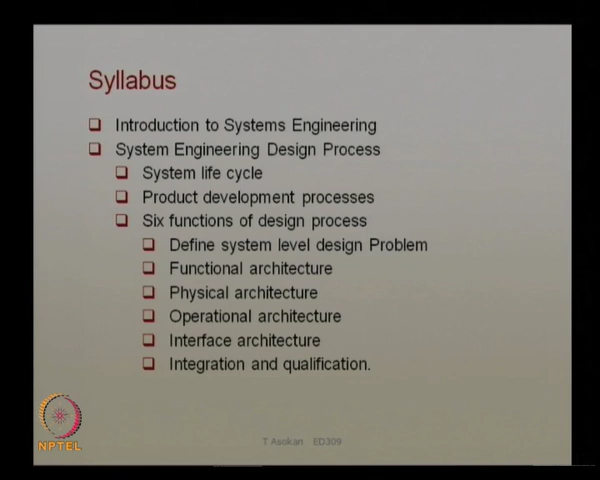 Syllabus
Introduction to Systems Engineering
System Engineering Design Process
System life cycle
Product development processes
Six functions of design process
Define system level design Problem
Functional architecture
Physical architecture
Operational architecture
Interface architecture
Integration and qualification.
NPTEL
T Asokan ED309